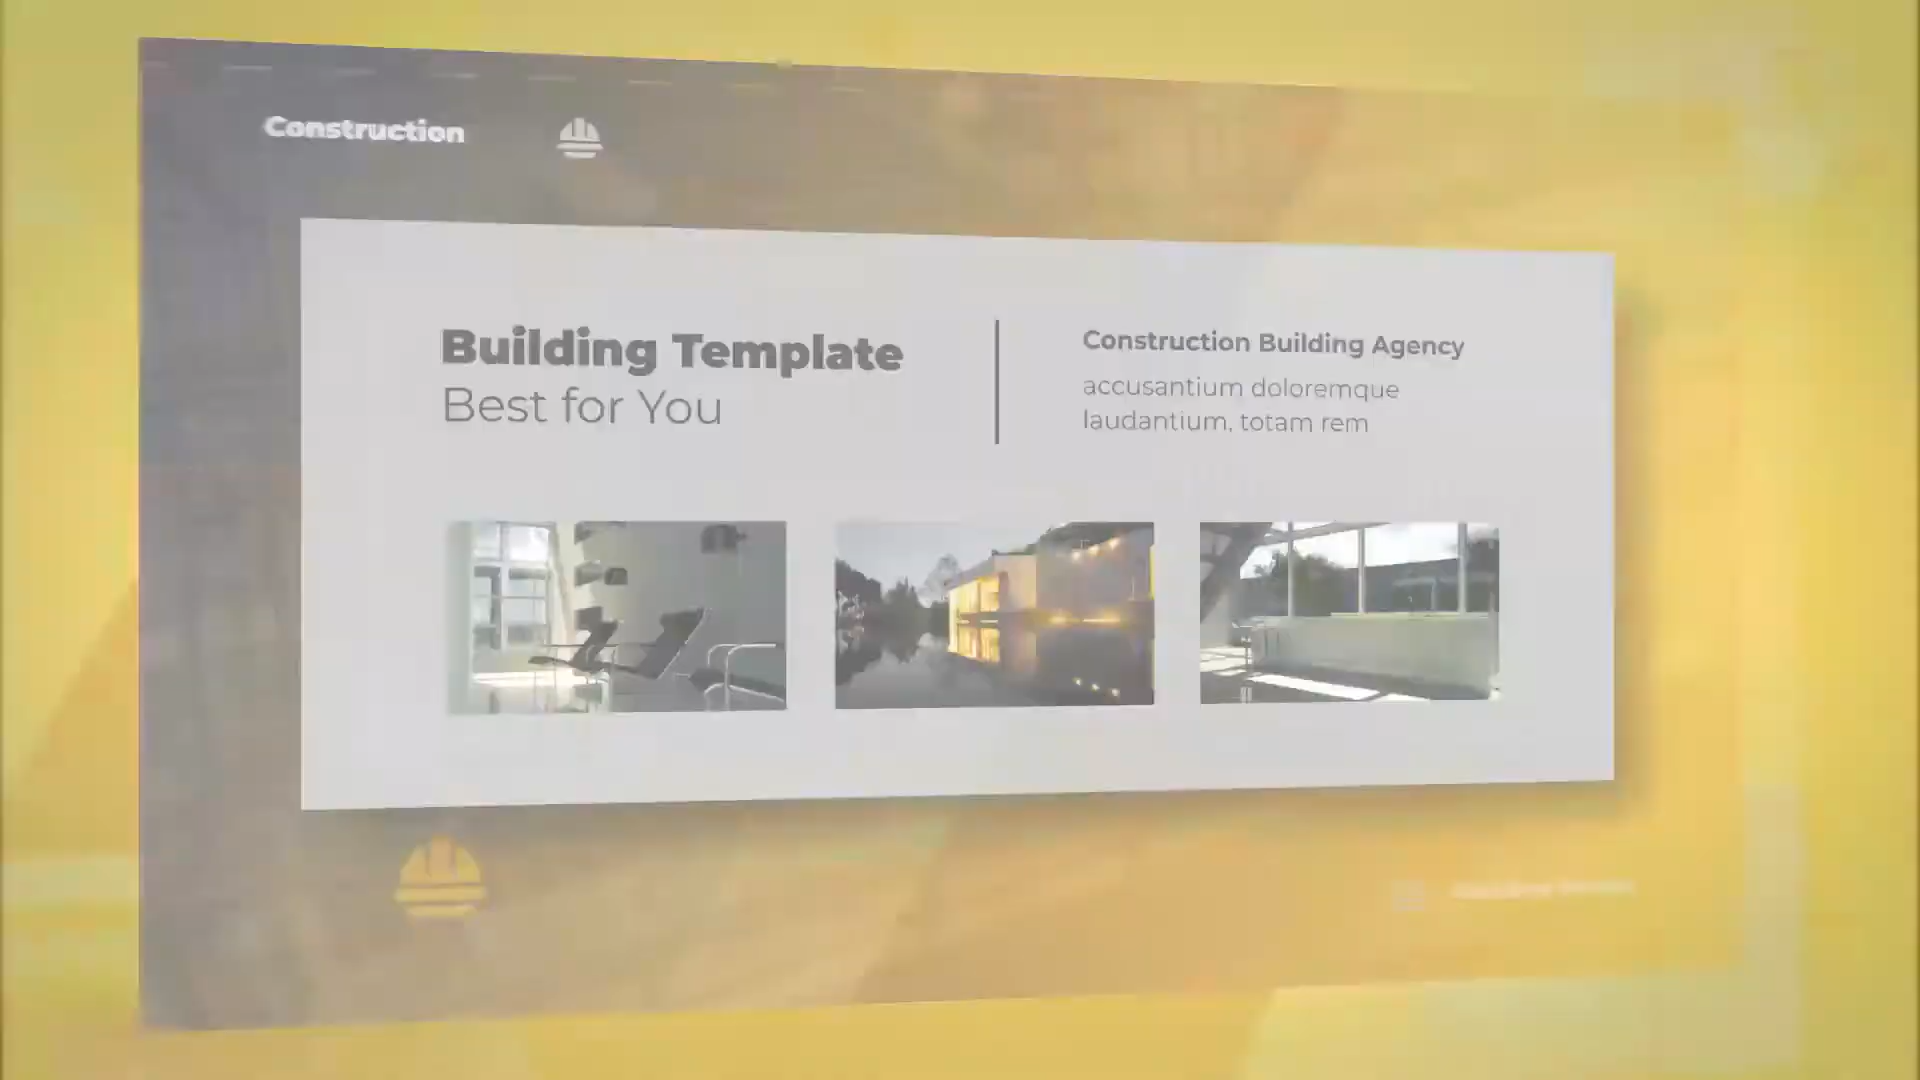 Construction
Building Template
Best for You
Construction Building Agency
accusantium doloremque
laudantium, totam rem